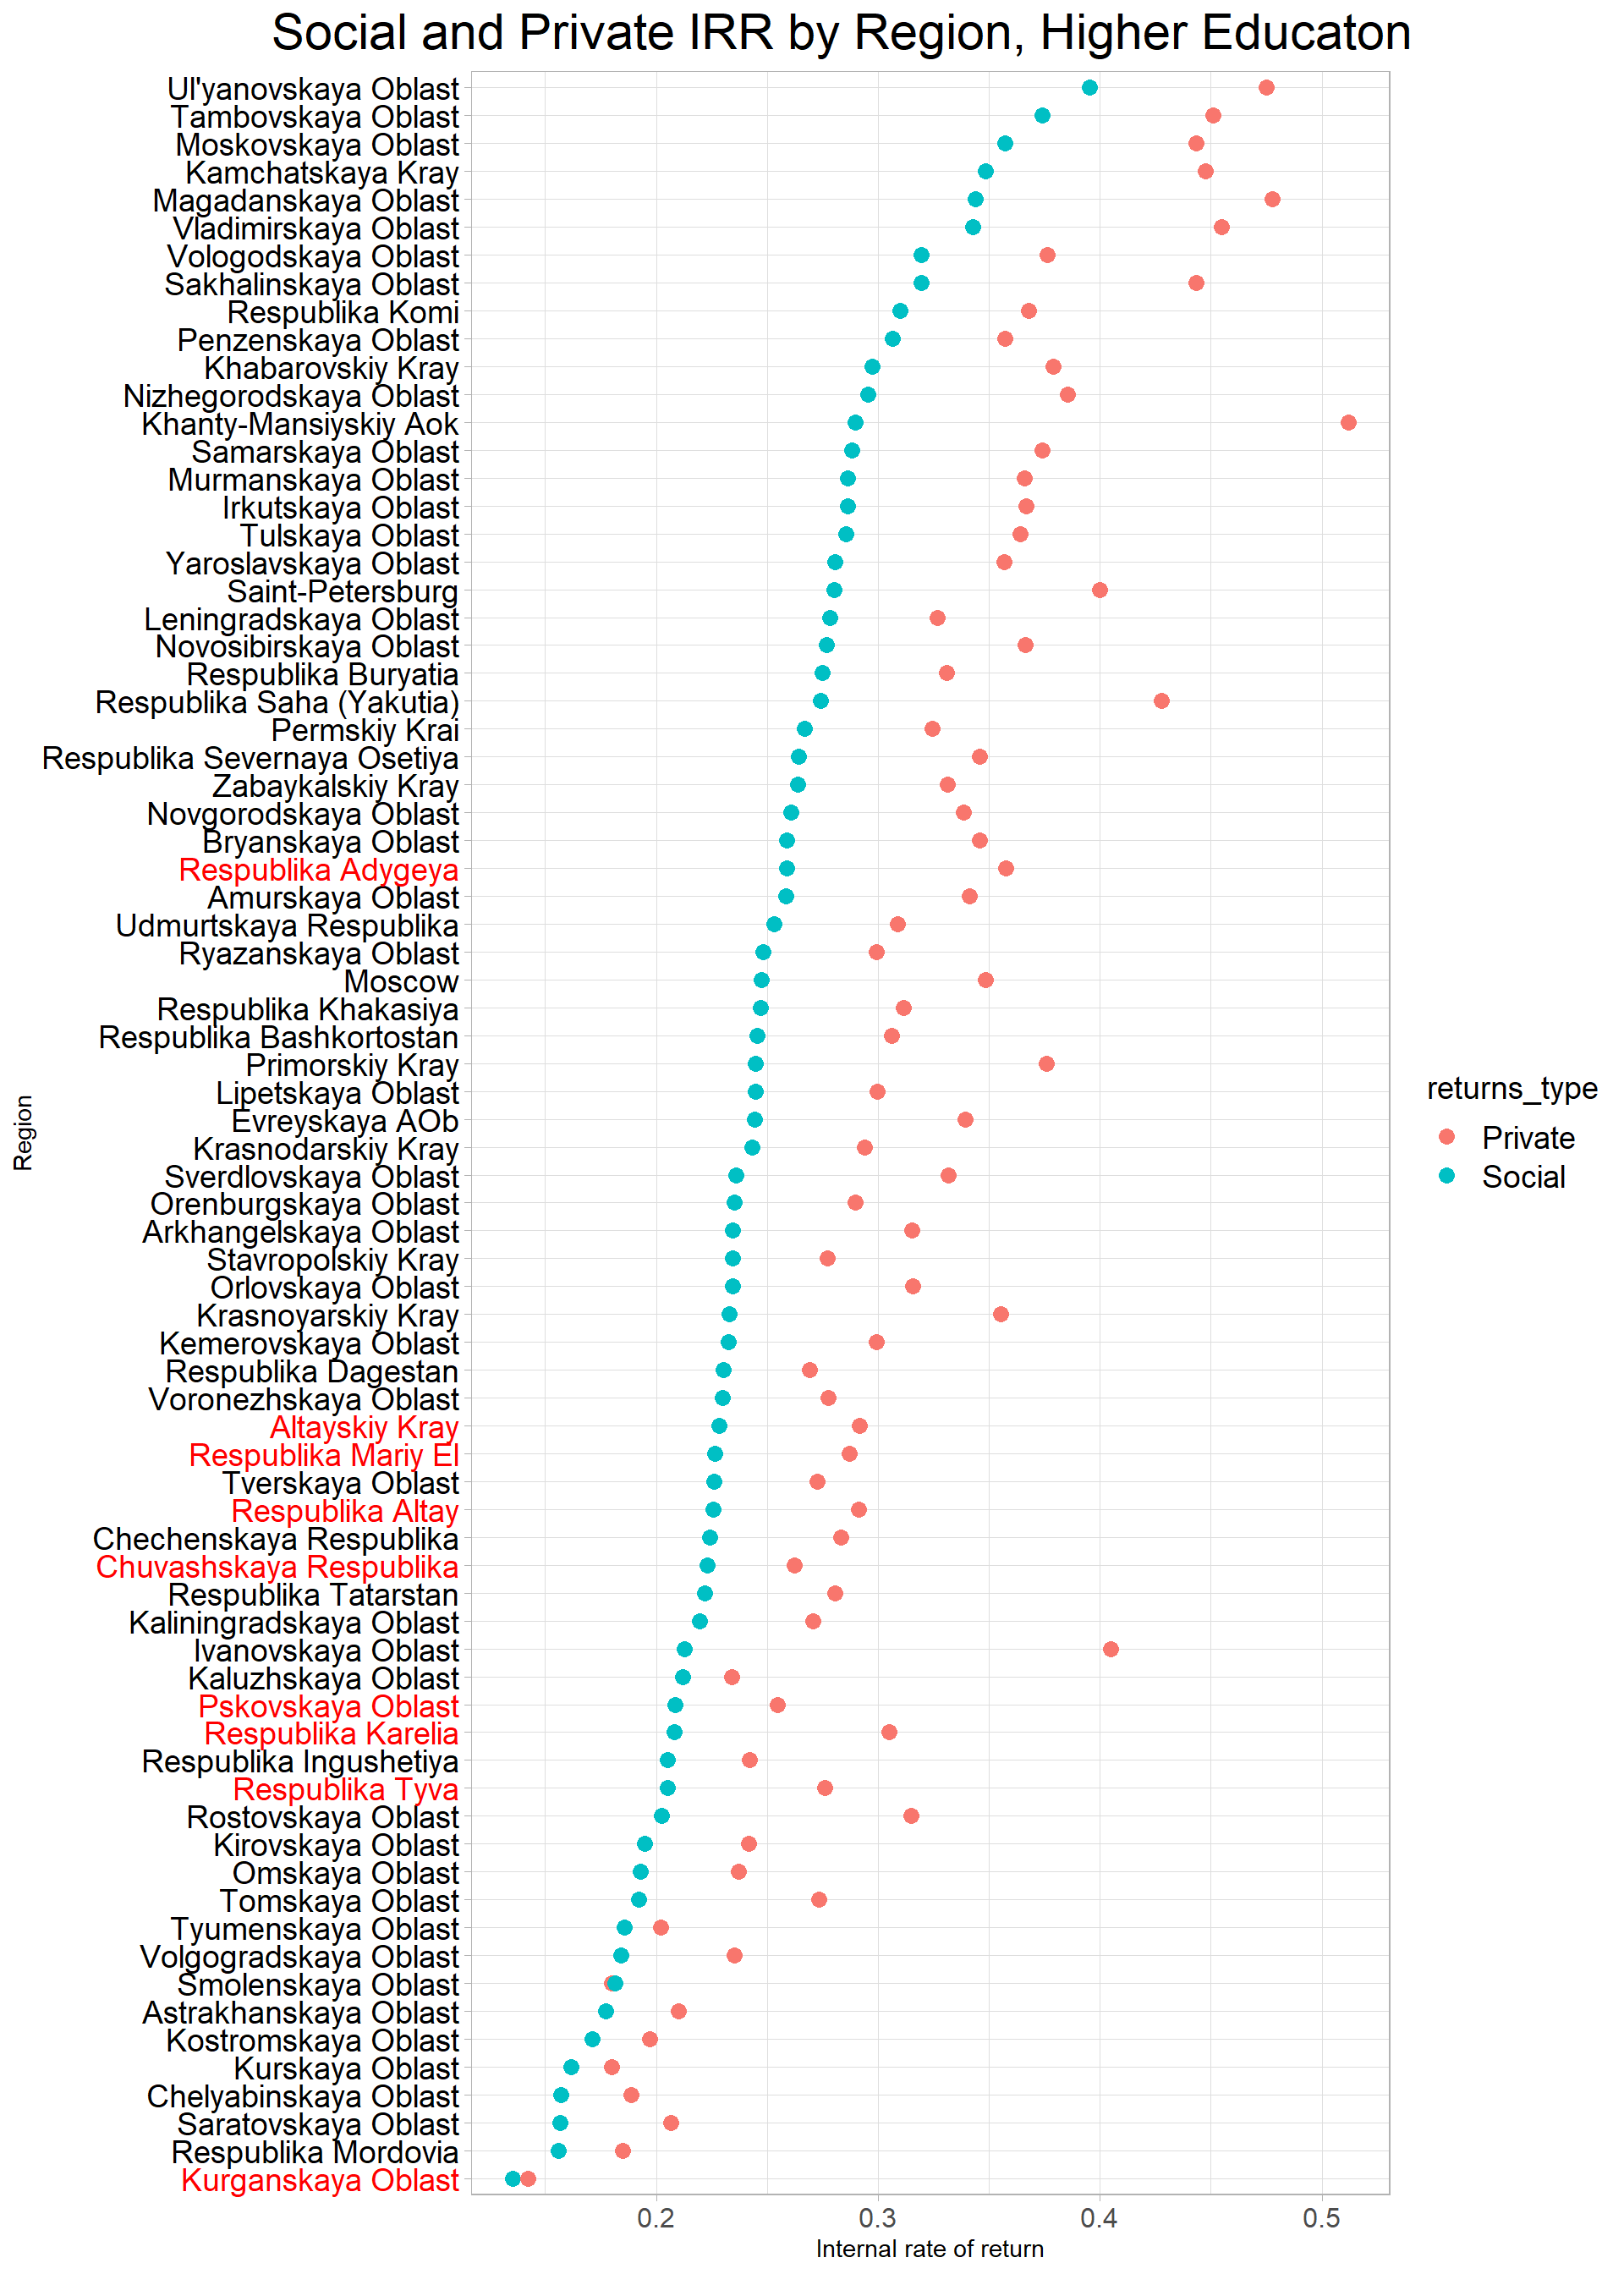 Social and Private IRR by Region, Higher Educaton
Ul'yanovskaya Oblast
Tambovskaya Oblast
Moskovskaya Oblast
Kamchatskaya Kray
Magadanskaya Oblast
Vladimirskaya Oblast
Vologodskaya Oblast
Sakhalinskaya Oblast
Respublika Komi
Penzenskaya Oblast
Khabarovskiy Kray
Nizhegorodskaya Oblast
Khanty-Mansiyskiy Aok
Samarskaya Oblast
Murmanskaya Oblast
Irkutskaya Oblast
Tulskaya Oblast
Yaroslavskaya Oblast
Saint-Petersburg
Leningradskaya Oblast
Novosibirskaya Oblast
Respublika Buryatia
Respublika Saha (Yakutia)
Permskiy Krai
Respublika Severnaya Osetiya
Zabaykalskiy Kray
Novgorodskaya Oblast
Bryanskaya Oblast
Respublika Adygeya
Amurskaya Oblast
Udmurtskaya Respublika
Ryazanskaya Oblast
Moscow
Respublika Khakasiya
Respublika Bashkortostan
Primorskiy Kray
Lipetskaya Oblast
Evreyskaya AOb
Krasnodarskiy Kray
Sverdlovskaya Oblast
Orenburgskaya Oblast
Arkhangelskaya Oblast
Stavropolskiy Kray
Orlovskaya Oblast
Krasnoyarskiy Kray
Kemerovskaya Oblast
Respublika Dagestan
Voronezhskaya Oblast
Altayskiy Kray
Respublika Mariy El
Tverskaya Oblast
Respublika Altay
Chechenskaya Respublika
Chuvashskaya Respublika
Respublika Tatarstan
Kaliningradskaya Oblast
Ivanovskaya Oblast
Kaluzhskaya Oblast
Pskovskaya Oblast
Respublika Karelia
Respublika Ingushetiya
Respublika Tyva
Rostovskaya Oblast
Kirovskaya Oblast
Omskaya Oblast
Tomskaya Oblast
Tyumenskaya Oblast
Volgogradskaya Oblast
Smolenskaya Oblast
Astrakhanskaya Oblast
Kostromskaya Oblast
Kurskaya Oblast
Chelyabinskaya Oblast
Saratovskaya Oblast
Respublika Mordovia
Kurganskaya Oblast
Region
0.2 0.3 0.4 0.5
Internal rate of return
returns_type
Private
Social